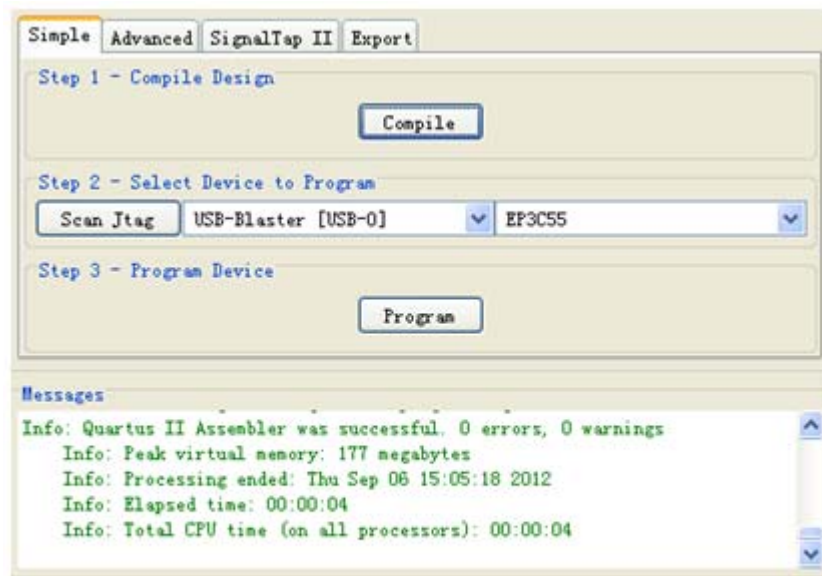 Simple Advanced SignalTap II Export
Step 1 - Compile Design
Compile
Step 2 - Select Device to Program
Scan Jtag USB-Blaster [USB-0] EP3C55
Step 3 - Program Device
Program
Messages
Info: Quartus II Assembler was successful. 0 errors, 0 warnings
Info: Peak virtual memory: 177 megabytes
Info: Processing ended: Thu Sep 06 15:05:18 2012
Info: Elapsed time: 00:00:04
Info: Total CPU time (on all processors): 00:00:04